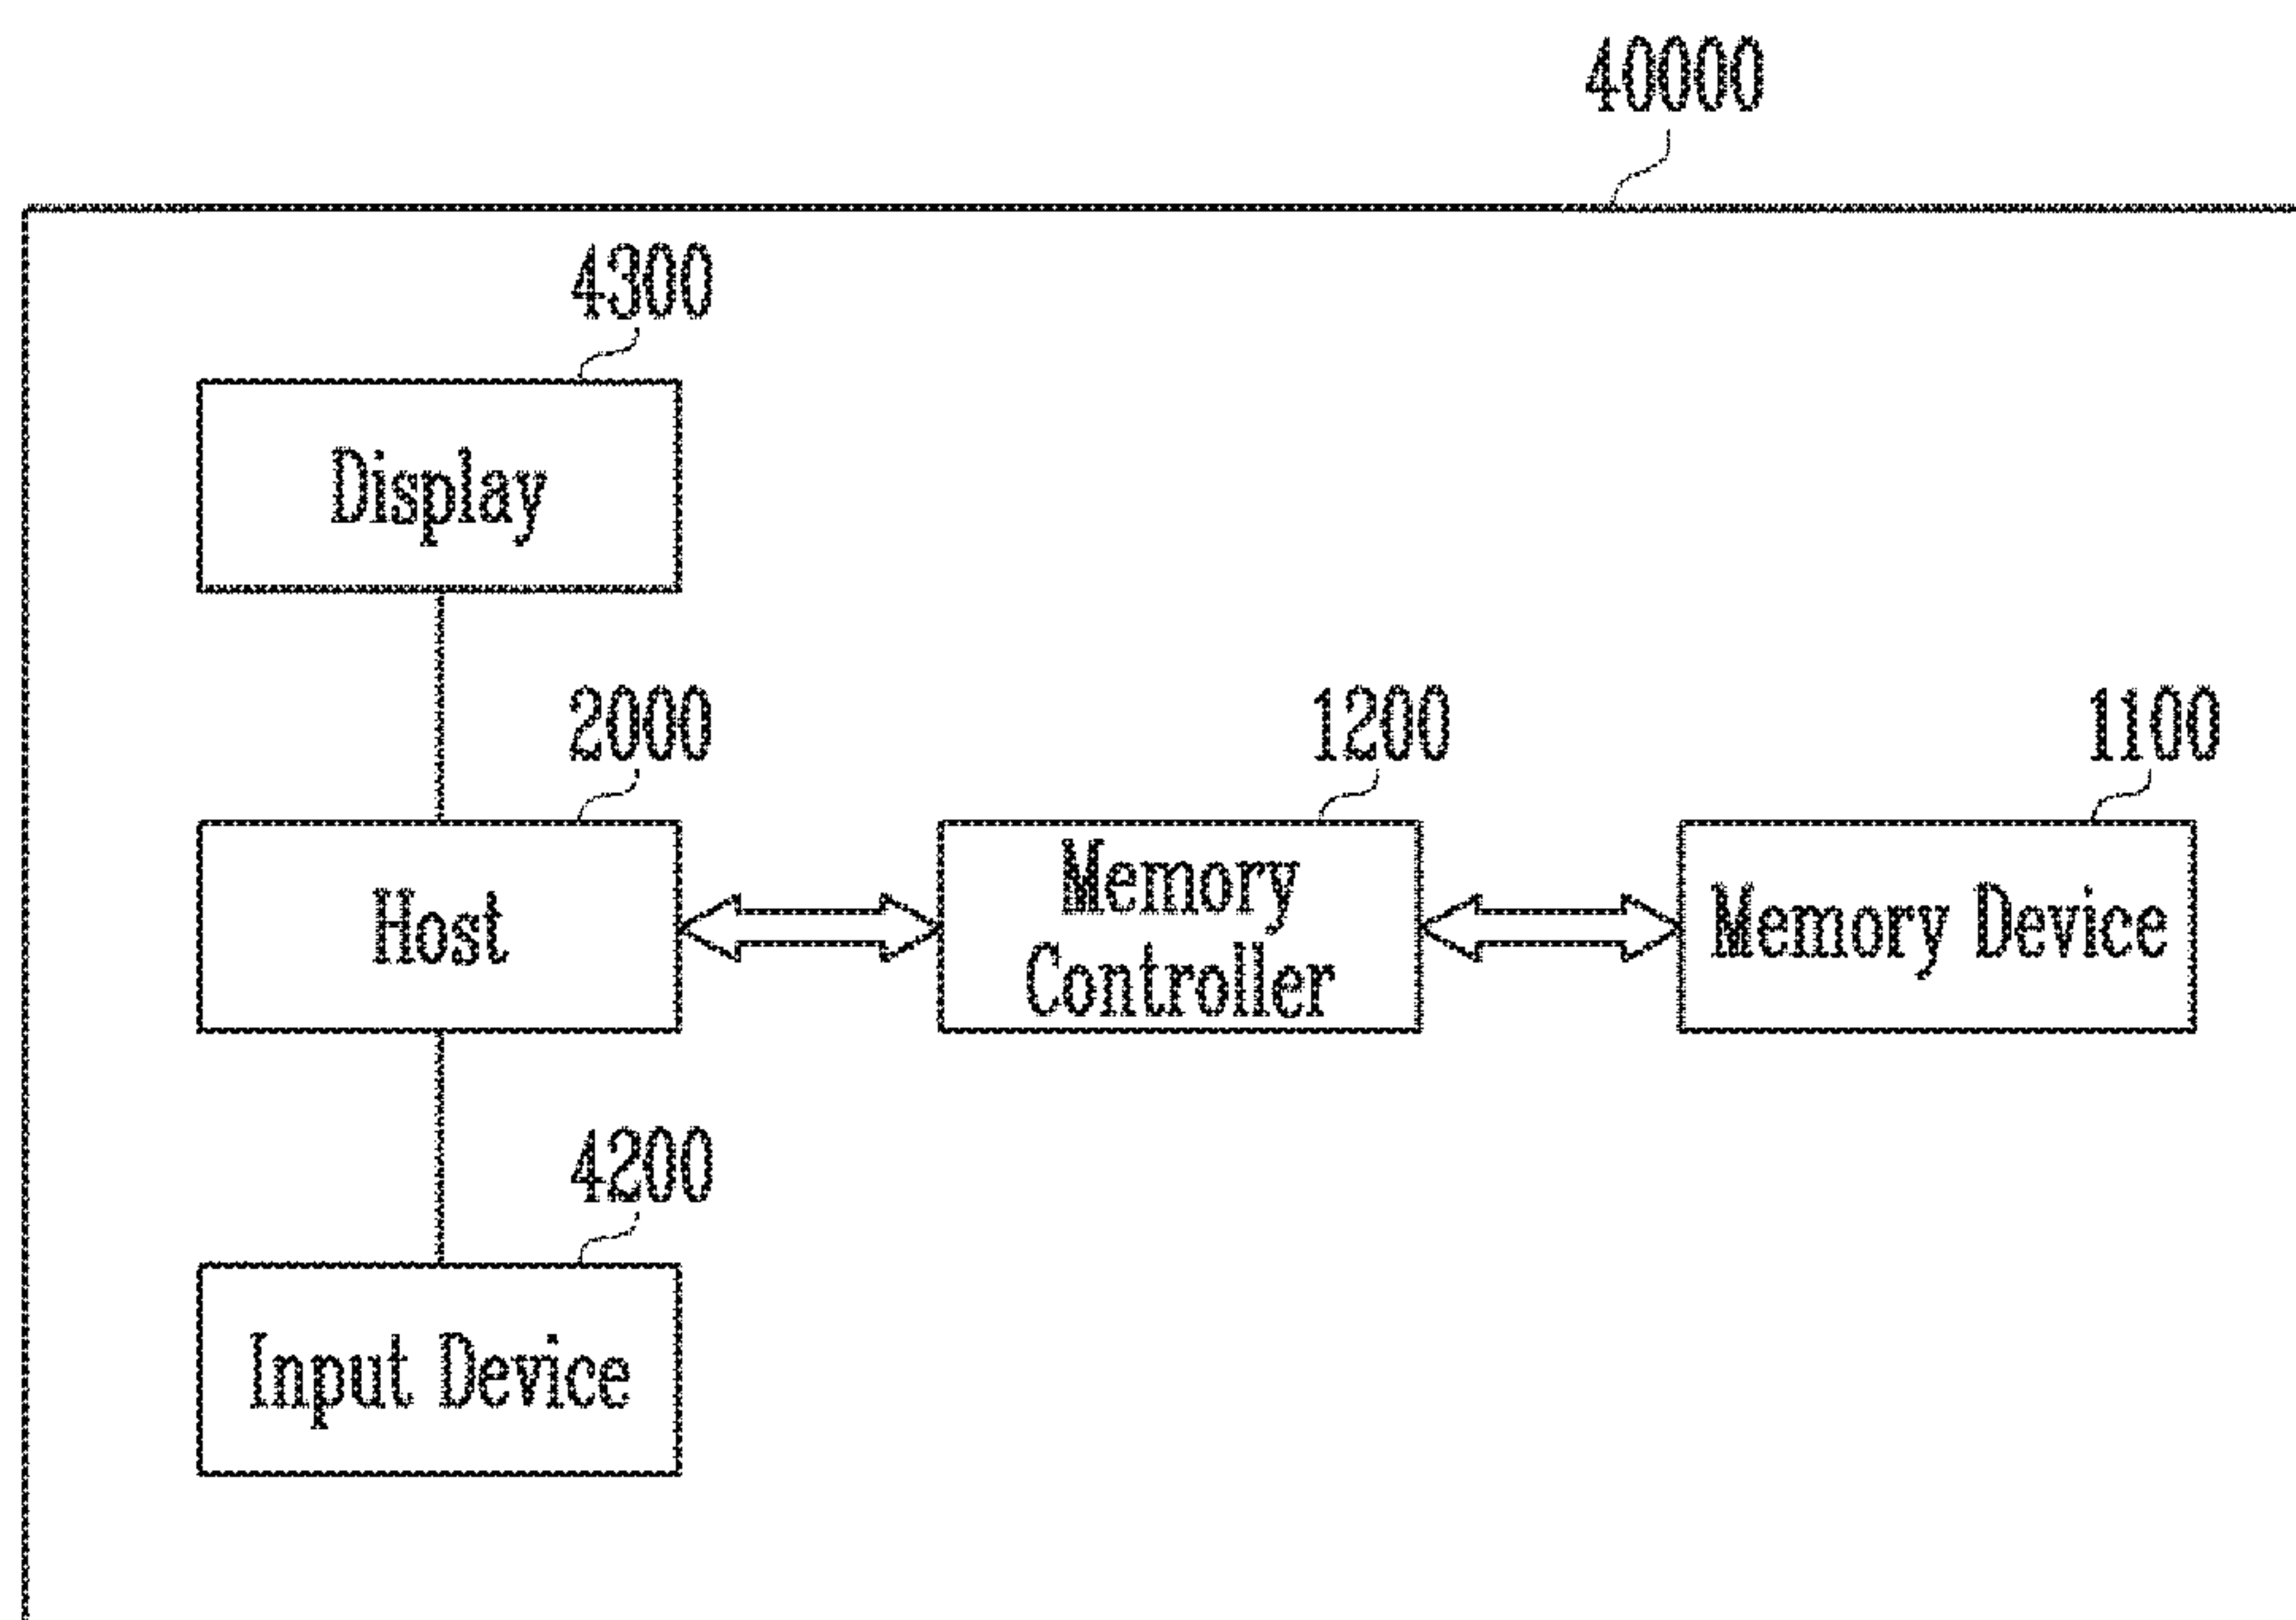 40000
4300
Display
2000
1200
1100
Host
Memory
Controller
Memory Device
4200
Input Device